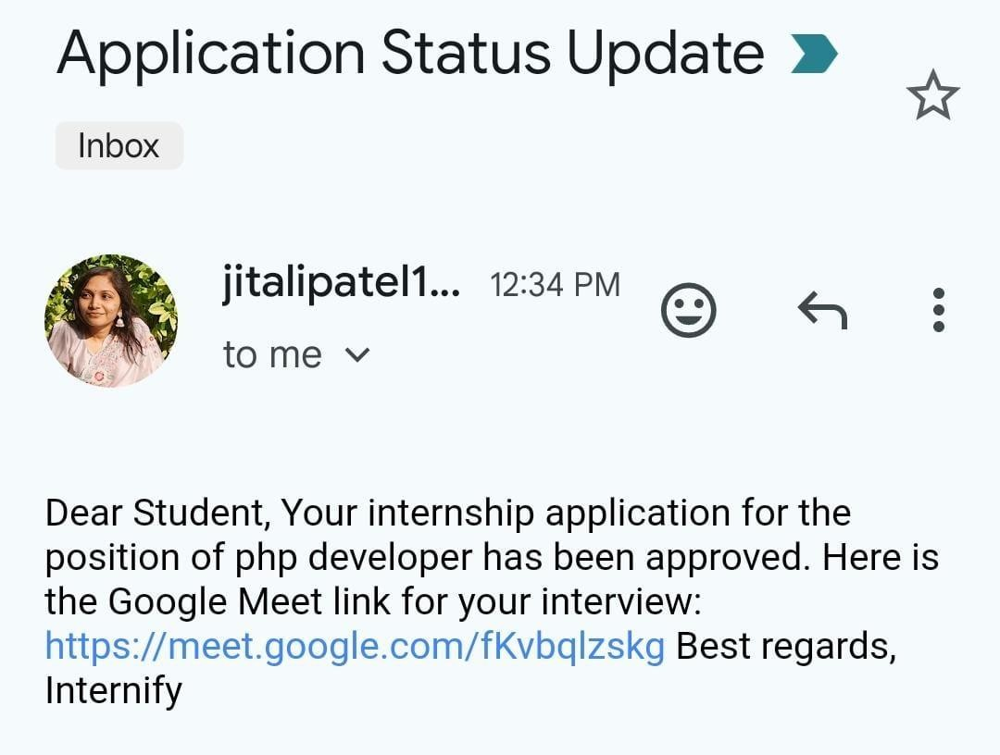 Application Status Update
Inbox
jitalipatel1... 12:34 PM
to me
Dear Student, Your internship application for the
position of php developer has been approved. Here is
the Google Meet link for your interview:
https://meet.google.com/fKvbqlzskg Best regards,
Internify